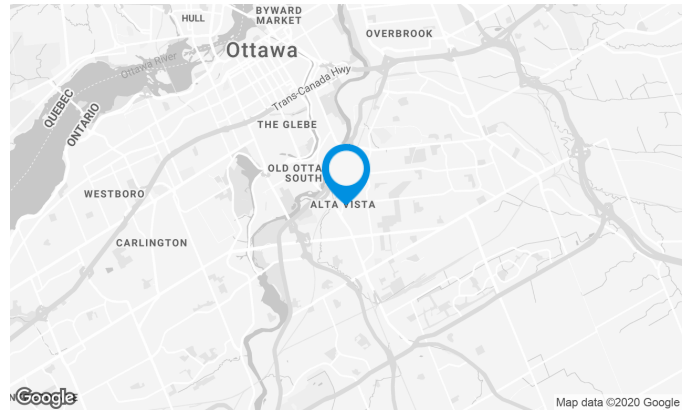 BYWARD
MARKET
HULL
OVERBROOK
Ottawa
Ottawa River
Trans-Canada Hwy
QUEBEC
ONTARIO
THE GLEBE
OLD OTTA
SOUTH
WESTBORO
ALTA VISTA
CARLINGTON
Google
Map data ©2020 Google